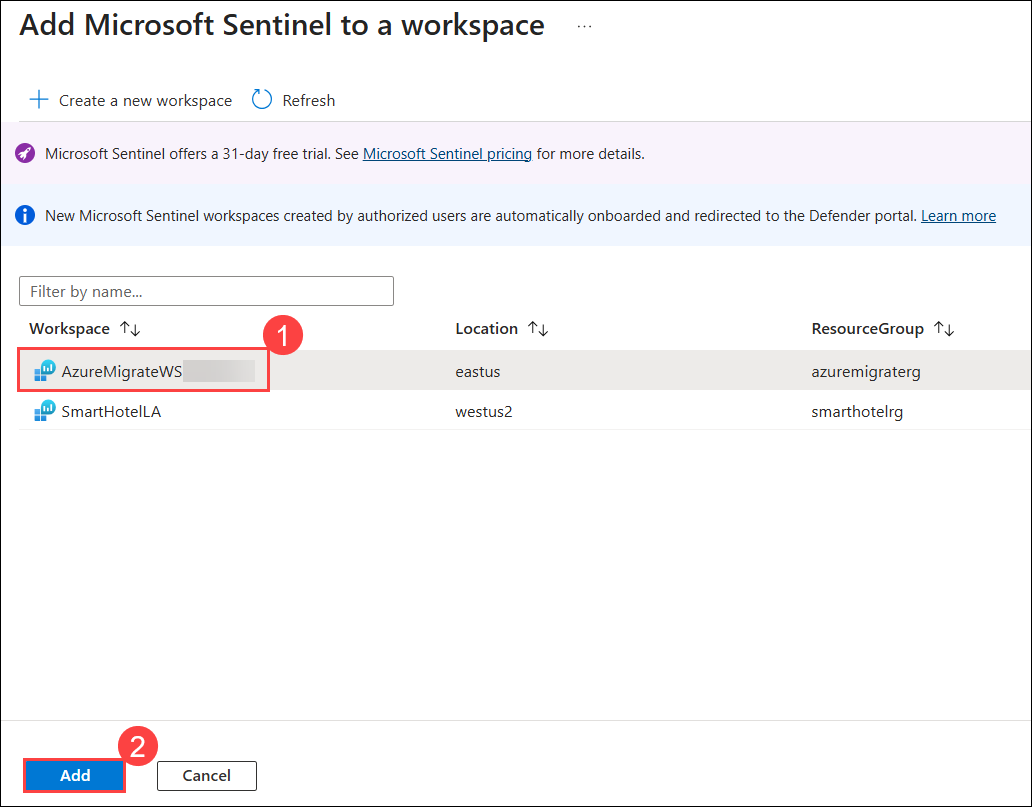 Add Microsoft Sentinel to a workspace ...
Create a new workspace Refresh
Microsoft Sentinel offers a 31-day free trial. See Microsoft Sentinel pricing for more details.
New Microsoft Sentinel workspaces created by authorized users are automatically onboarded and redirected to the Defender portal. Learn more
Filter by name...
Workspace Location ResourceGroup
1
AzureMigrateWS eastus azuremigraterg
SmartHotelLA westus2 smarthotelrg
2
Add Cancel